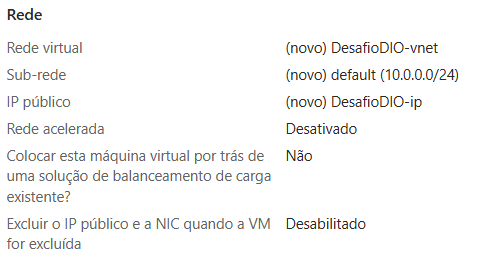 Rede
Rede virtual (novo) DesafioDIO-vnet
Sub-rede (novo) default (10.0.0.0/24)
IP público (novo) DesafioDIO-ip
Rede acelerada Desativado
Colocar esta máquina virtual por trás de Não
uma solução de balanceamento de carga
existente?
Excluir o IP público e a NIC quando a VM Desabilitado
for excluída